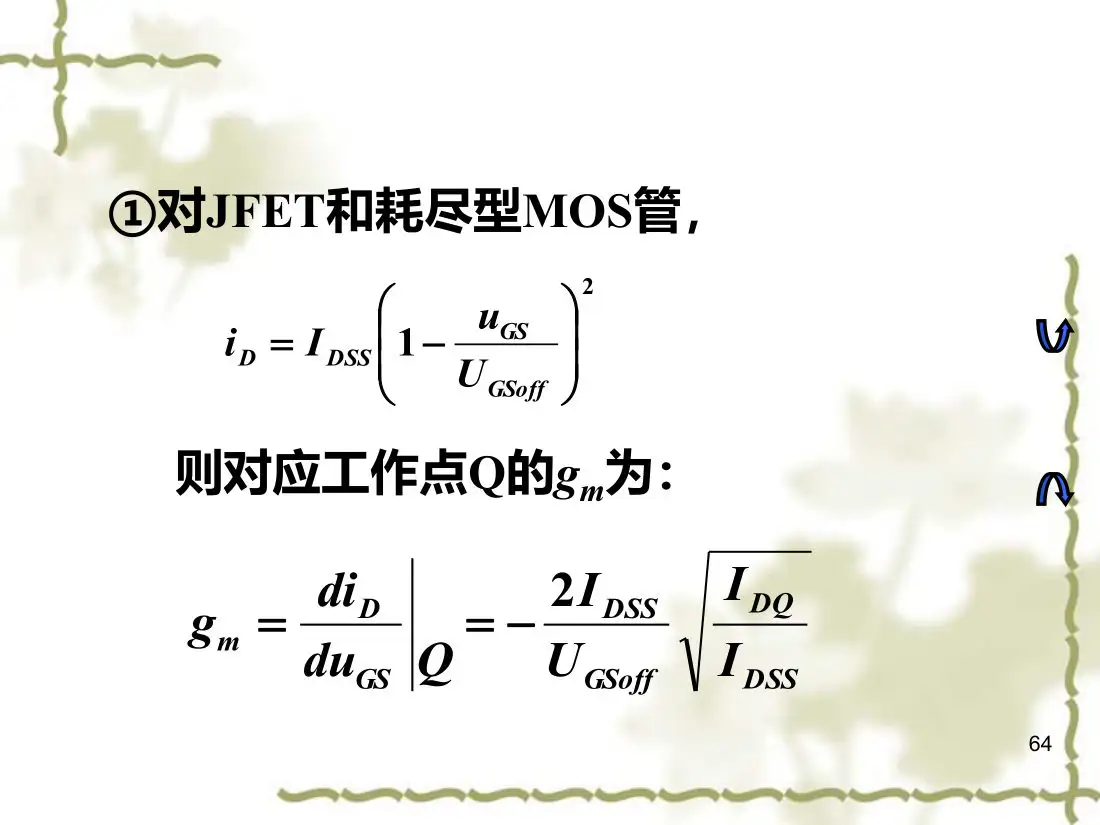 ①对JFET和耗尽型MOS管，
i_D = I_DSS (1 − u_GS / U_GSoff)^2
则对应工作点Q的g_m为：
g_m = di_D / du_GS |_Q = − 2I_DSS / U_GSoff √(I_DQ / I_DSS)
64